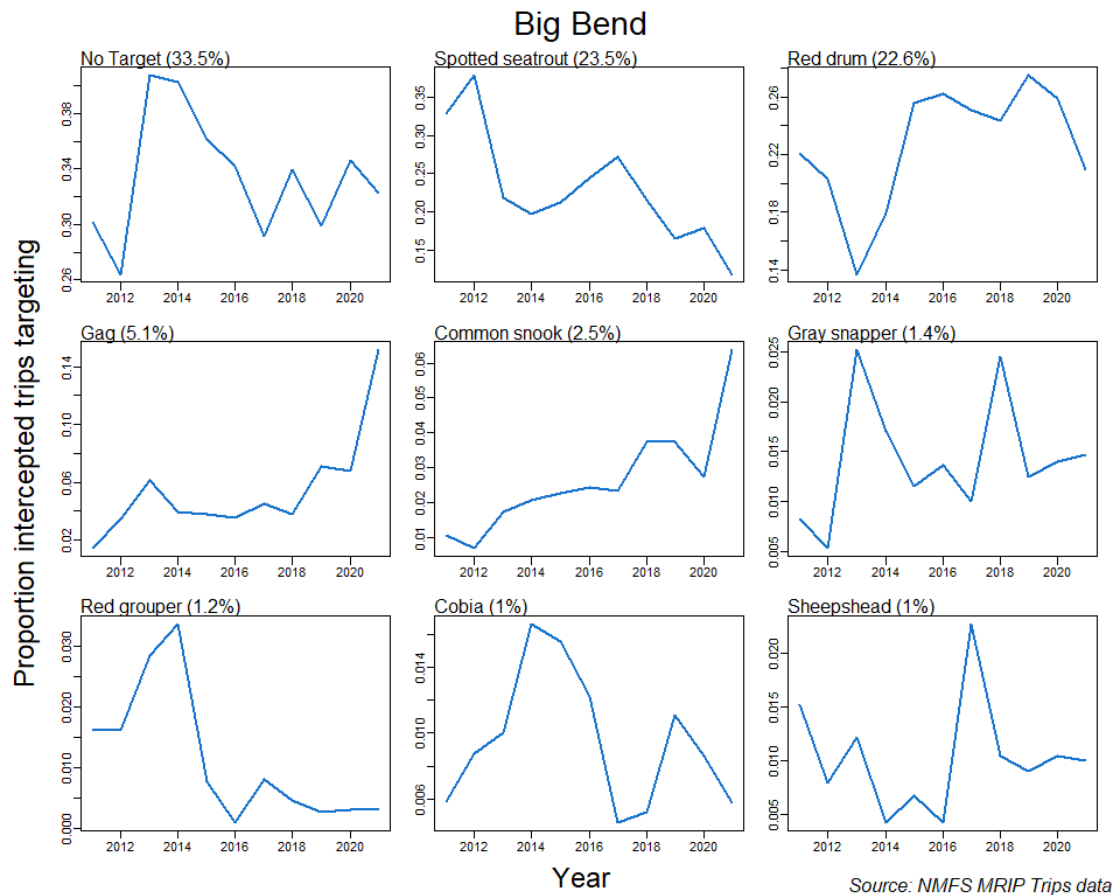 Big Bend
No Target (33.5%)
Spotted seatrout (23.5%)
Red drum (22.6%)
0.26 0.30 0.34 0.38
2012 2014 2016 2018 2020
0.15 0.20 0.25 0.30 0.35
2012 2014 2016 2018 2020
0.14 0.18 0.22 0.26
2012 2014 2016 2018 2020
Proportion intercepted trips targeting
Gag (5.1%)
Common snook (2.5%)
Gray snapper (1.4%)
0.02 0.06 0.10 0.14
2012 2014 2016 2018 2020
0.01 0.02 0.03 0.04 0.05 0.06
2012 2014 2016 2018 2020
0.005 0.010 0.015 0.020 0.025
2012 2014 2016 2018 2020
Red grouper (1.2%)
Cobia (1%)
Sheepshead (1%)
0.000 0.010 0.020 0.030
2012 2014 2016 2018 2020
0.006 0.010 0.014
2012 2014 2016 2018 2020
0.005 0.010 0.015 0.020
2012 2014 2016 2018 2020
Year
Source: NMFS MRIP Trips data